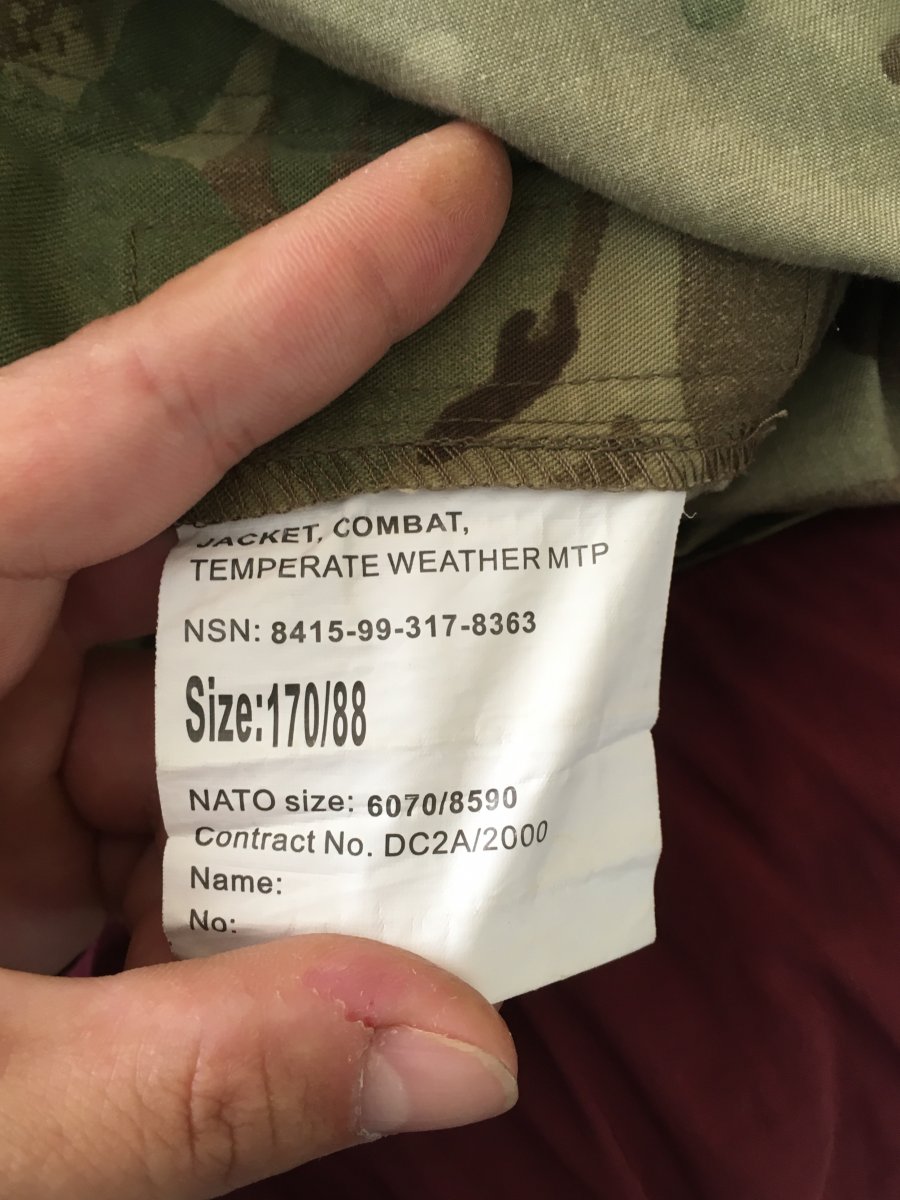 JACKET, COMBAT,
TEMPERATE WEATHER MTP
NSN: 8415-99-317-8363
Size:170/88
NATO size: 6070/8590
Contract No. DC2A/2000
Name:
No: